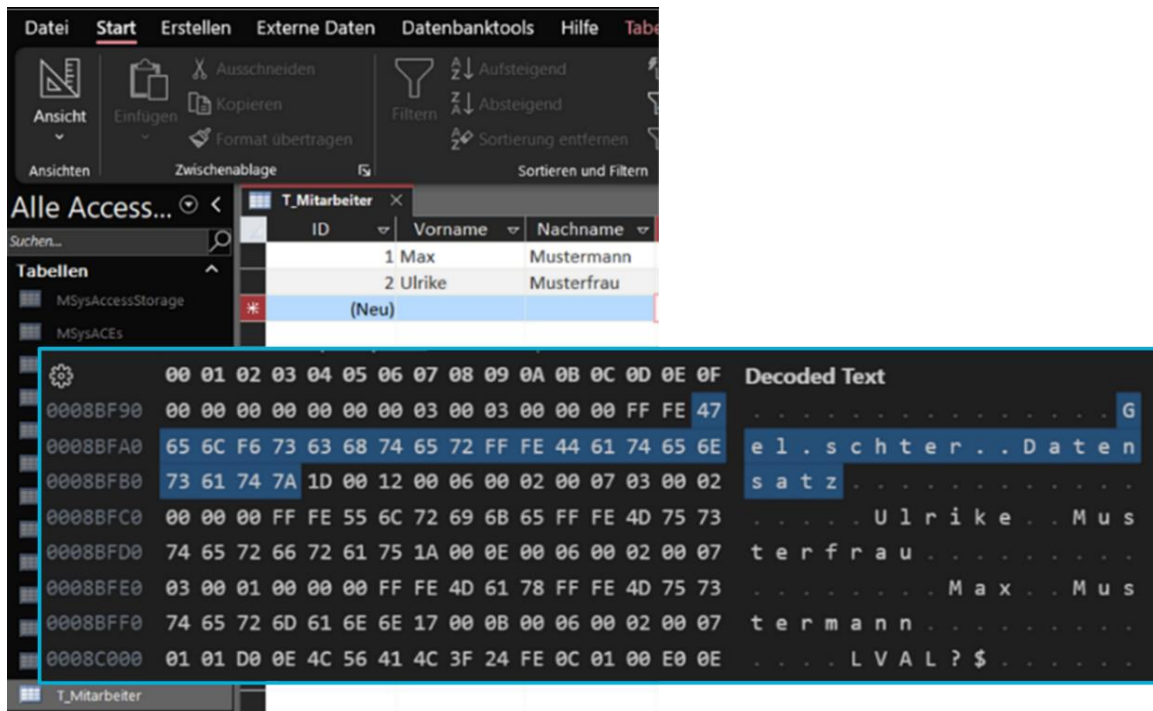 Datei Start Erstellen Externe Daten Datenbanktools Hilfe
Ausschneiden
Kopieren
Format übertragen
Ansicht
Einfügen
Filtern
Aufsteigend
Absteigend
Sortierung entfernen
Ansichten
Zwischenablage
Sortieren und Filtern
Alle Access...
Suchen...
Tabellen
MSysAccessStorage
MSysACEs
T_Mitarbeiter
ID Vorname Nachname
1 Max Mustermann
2 Ulrike Musterfrau
(Neu)
00 01 02 03 04 05 06 07 08 09 0A 0B 0C 0D 0E 0F Decoded Text
0008BF90 00 00 00 00 00 00 00 03 00 03 00 00 00 FF FE 47 . . . . . . . . . . . . . . . G
0008BFA0 65 6C F6 73 63 68 74 65 72 FF FE 44 61 74 65 6E e l . s c h t e r . . D a t e n
0008BFB0 73 61 74 7A 1D 00 12 00 06 00 02 00 07 03 00 02 s a t z . . . . . . . . . . . .
0008BFC0 00 00 00 FF FE 55 6C 72 69 6B 65 FF FE 4D 75 73 . . . . . U l r i k e . . M u s
0008BFD0 74 65 72 66 72 61 75 1A 00 0E 00 06 00 02 00 07 t e r f r a u . . . . . . . . .
0008BFE0 03 00 01 00 00 00 FF FE 4D 61 78 FF FE 4D 75 73 . . . . . . . . M a x . . M u s
0008BFF0 74 65 72 6D 61 6E 6E 17 00 0B 00 06 00 02 00 07 t e r m a n n . . . . . . . . .
0008C000 01 01 D0 0E 4C 56 41 4C 3F 24 FE 0C 01 00 E0 0E . . . . L V A L ? $ . . . . . .
T_Mitarbeiter